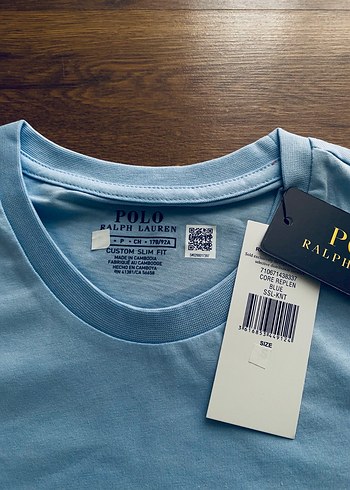 POLO
RALPH LAUREN
• P • CH • 170/92A
CUSTOM SLIM FIT
MADE IN CAMBODIA
FABRIQUÉ AU CAMBODGE
HECHO EN CAMBOYA
RALPH
710671438337
CORE REPLEN
BLUE
SSL-KNT
SIZE